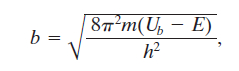 b = √(8π²m(U_b − E) / h²),